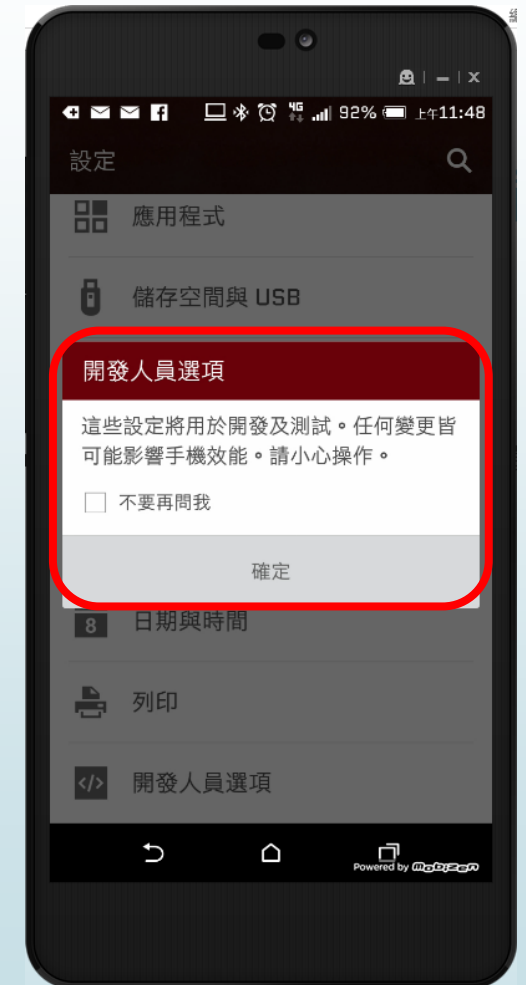 4G 92% 上午11:48
設定
應用程式
儲存空間與 USB
開發人員選項
這些設定將用於開發及測試。任何變更皆
可能影響手機效能。請小心操作。
不要再問我
確定
8 日期與時間
列印
</> 開發人員選項
Powered by Mobizen